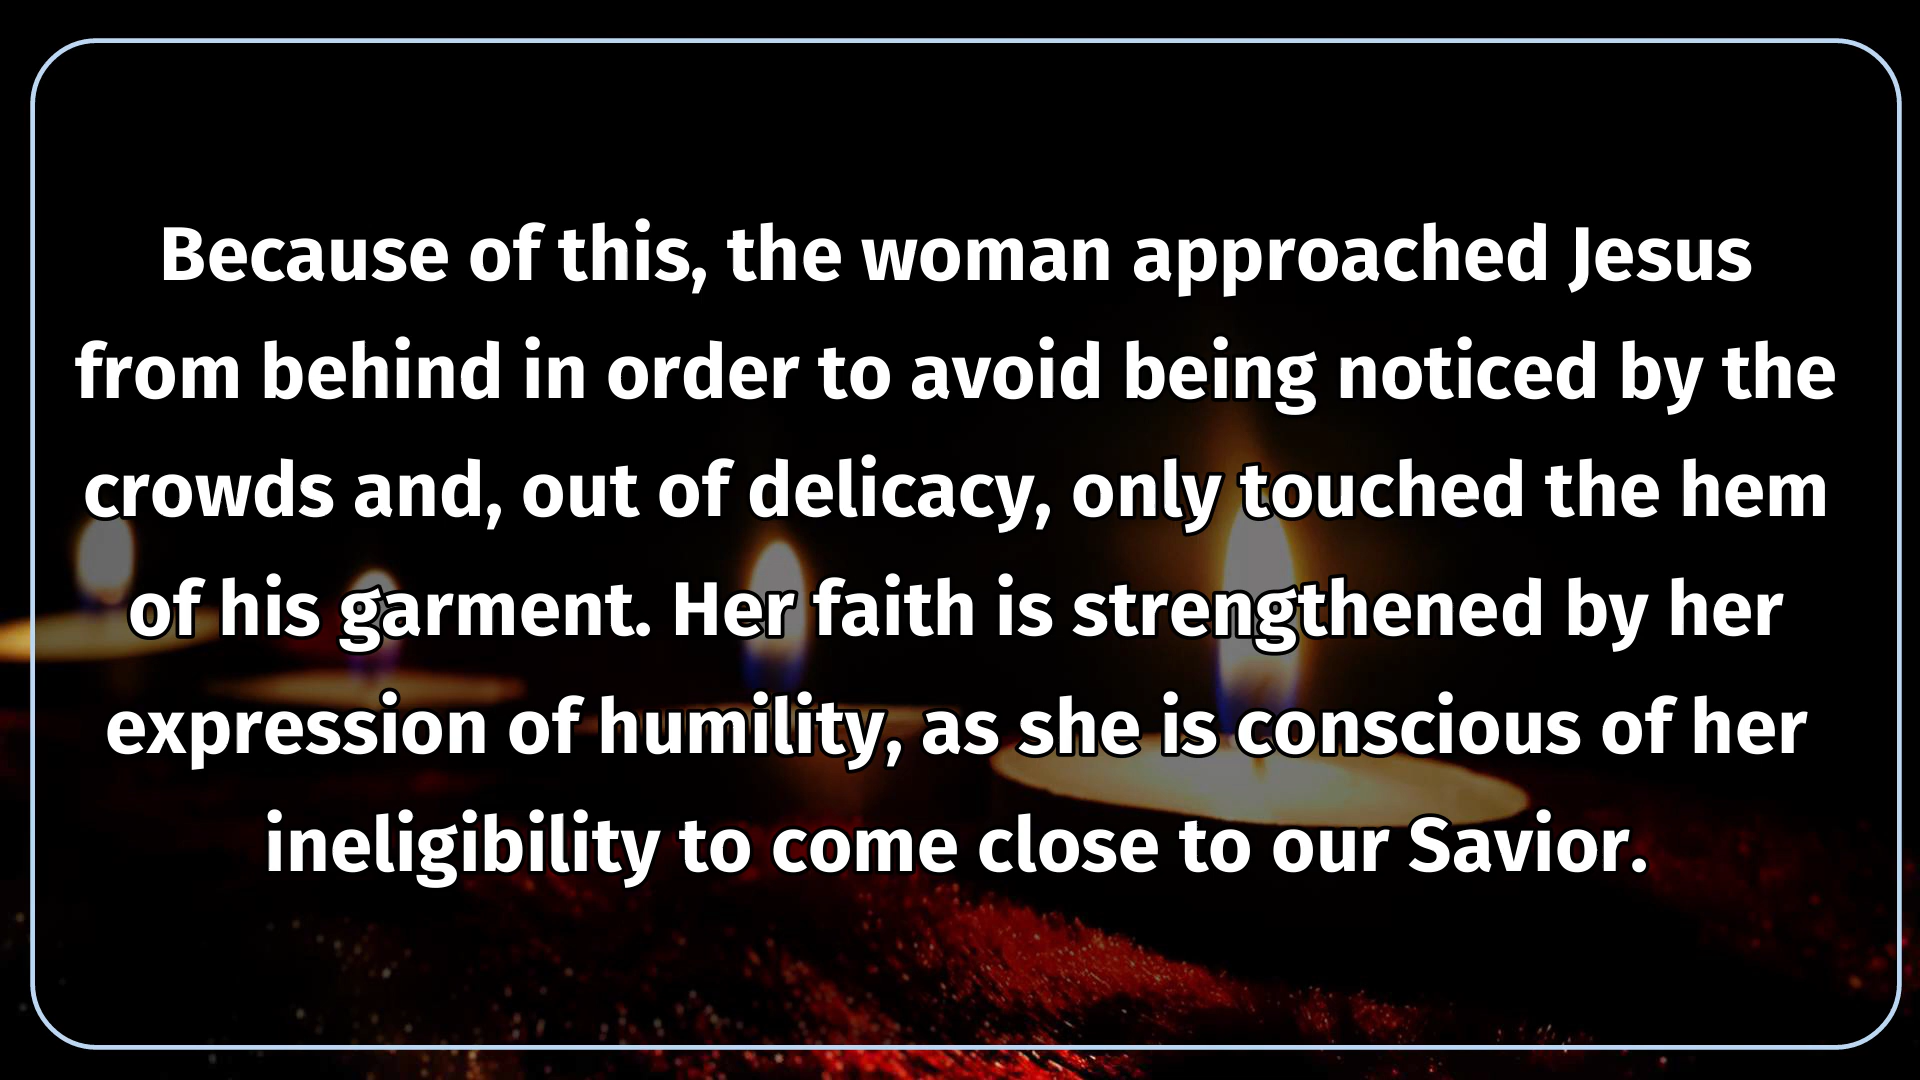 Because of this, the woman approached Jesus
from behind in order to avoid being noticed by the
crowds and, out of delicacy, only touched the hem
of his garment. Her faith is strengthened by her
expression of humility, as she is conscious of her
ineligibility to come close to our Savior.